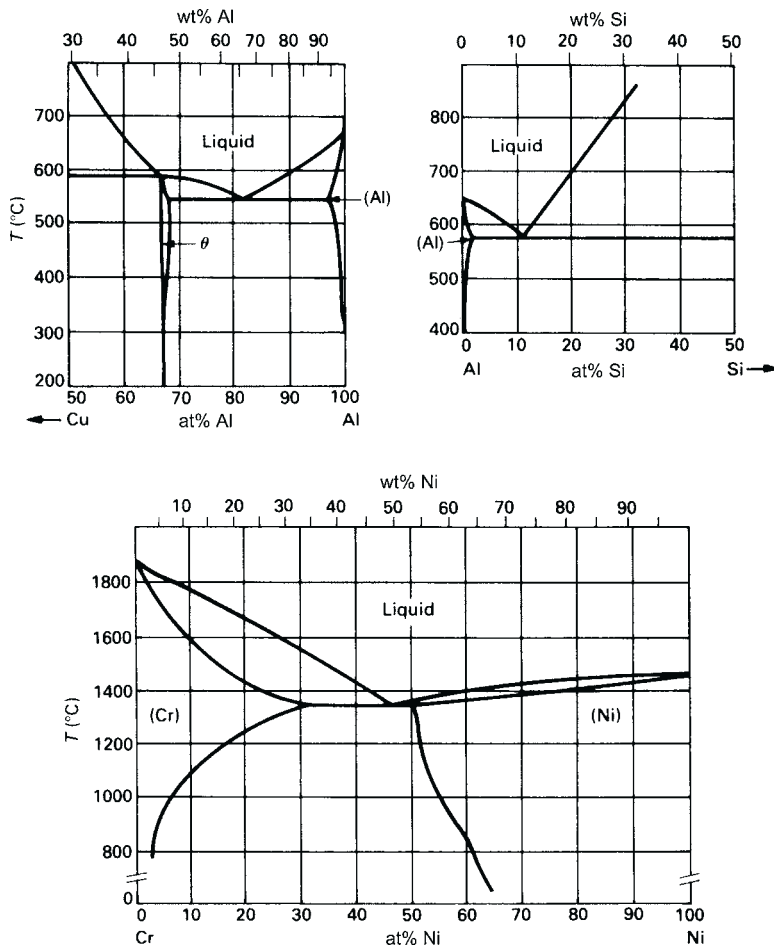 wt% Al
30 40 50 60 70 80 90
T (°C)
700
600
500
400
300
200
Liquid
(Al)
θ
50 60 70 80 90 100
← Cu at% Al Al
wt% Si
0 10 20 30 40 50
T (°C)
800
700
600
500
400
Liquid
(Al)
0 10 20 30 40 50
Al at% Si Si →
wt% Ni
10 20 30 40 50 60 70 80 90
T (°C)
1800
1600
1400
1200
1000
800
0
Liquid
(Cr)
(Ni)
0 10 20 30 40 50 60 70 80 90 100
Cr at% Ni Ni